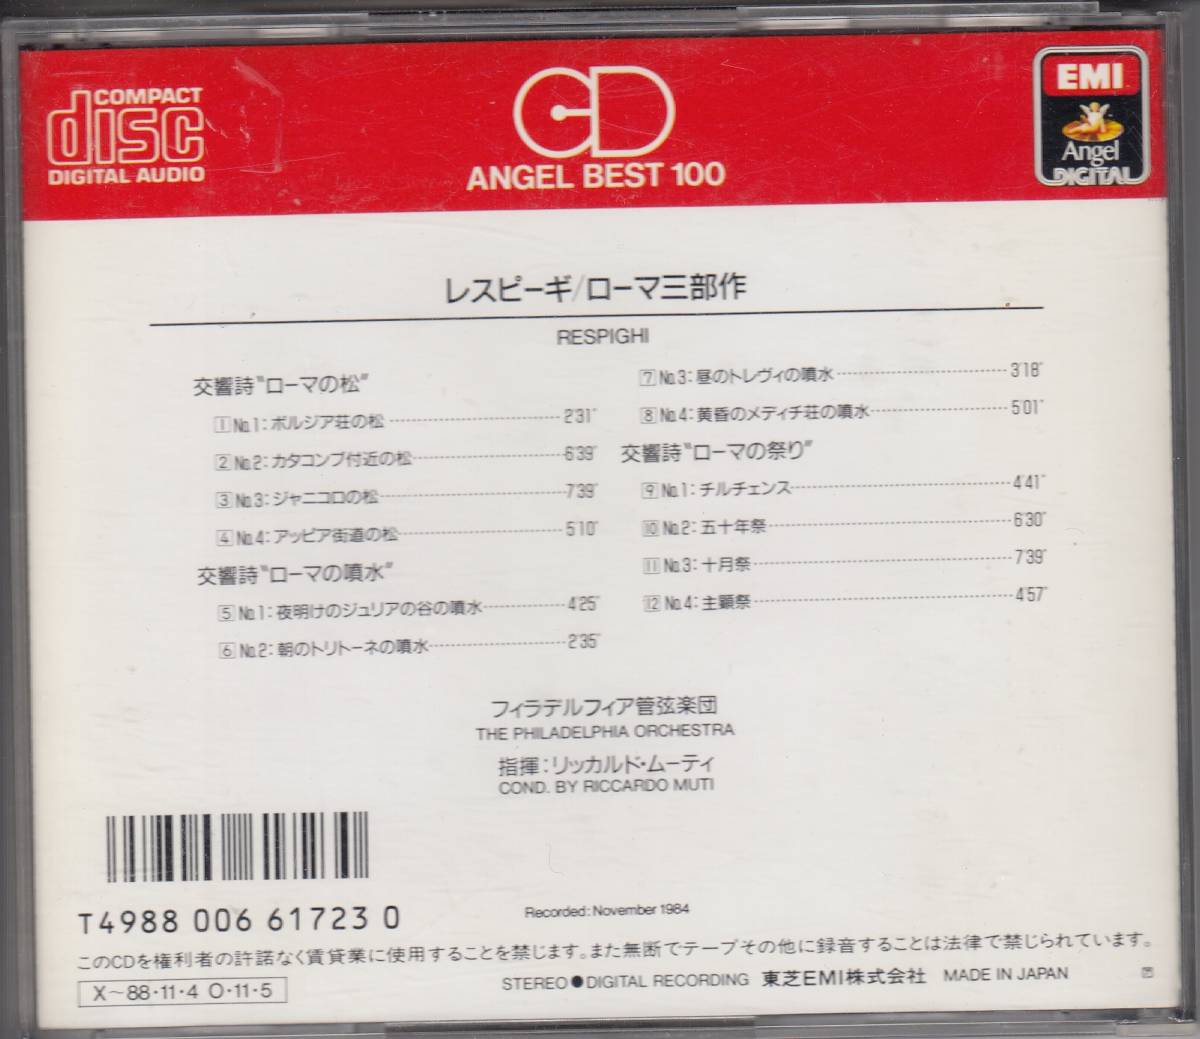 COMPACT
disc
DIGITAL AUDIO
CD
ANGEL BEST 100
EMI
Angel
DIGITAL
レスピーギ/ローマ三部作
RESPIGHI
交響詩"ローマの松"
1 No.1:ボルジア荘の松 2'31"
2 No.2:カタコンブ付近の松 6'39"
3 No.3:ジャニコロの松 7'39"
4 No.4:アッピア街道の松 5'10"
交響詩"ローマの噴水"
5 No.1:夜明けのジュリアの谷の噴水 4'25"
6 No.2:朝のトリトーネの噴水 2'35"
7 No.3:昼のトレヴィの噴水 3'18"
8 No.4:黄昏のメディチ荘の噴水 5'01"
交響詩"ローマの祭り"
9 No.1:チルチェンス 4'41"
10 No.2:五十年祭 6'30"
11 No.3:十月祭 7'39"
12 No.4:主顕祭 4'57"
フィラデルフィア管弦楽団
THE PHILADELPHIA ORCHESTRA
指揮:リッカルド・ムーティ
COND. BY RICCARDO MUTI
T4988 006 61723 0
Recorded: November 1984
このCDを権利者の許諾なく賃貸業に使用することを禁じます。また無断でテープその他に録音することは法律で禁じられています。
X~88・11・4 O・11・5
STEREO●DIGITAL RECORDING 東芝EMI株式会社 MADE IN JAPAN